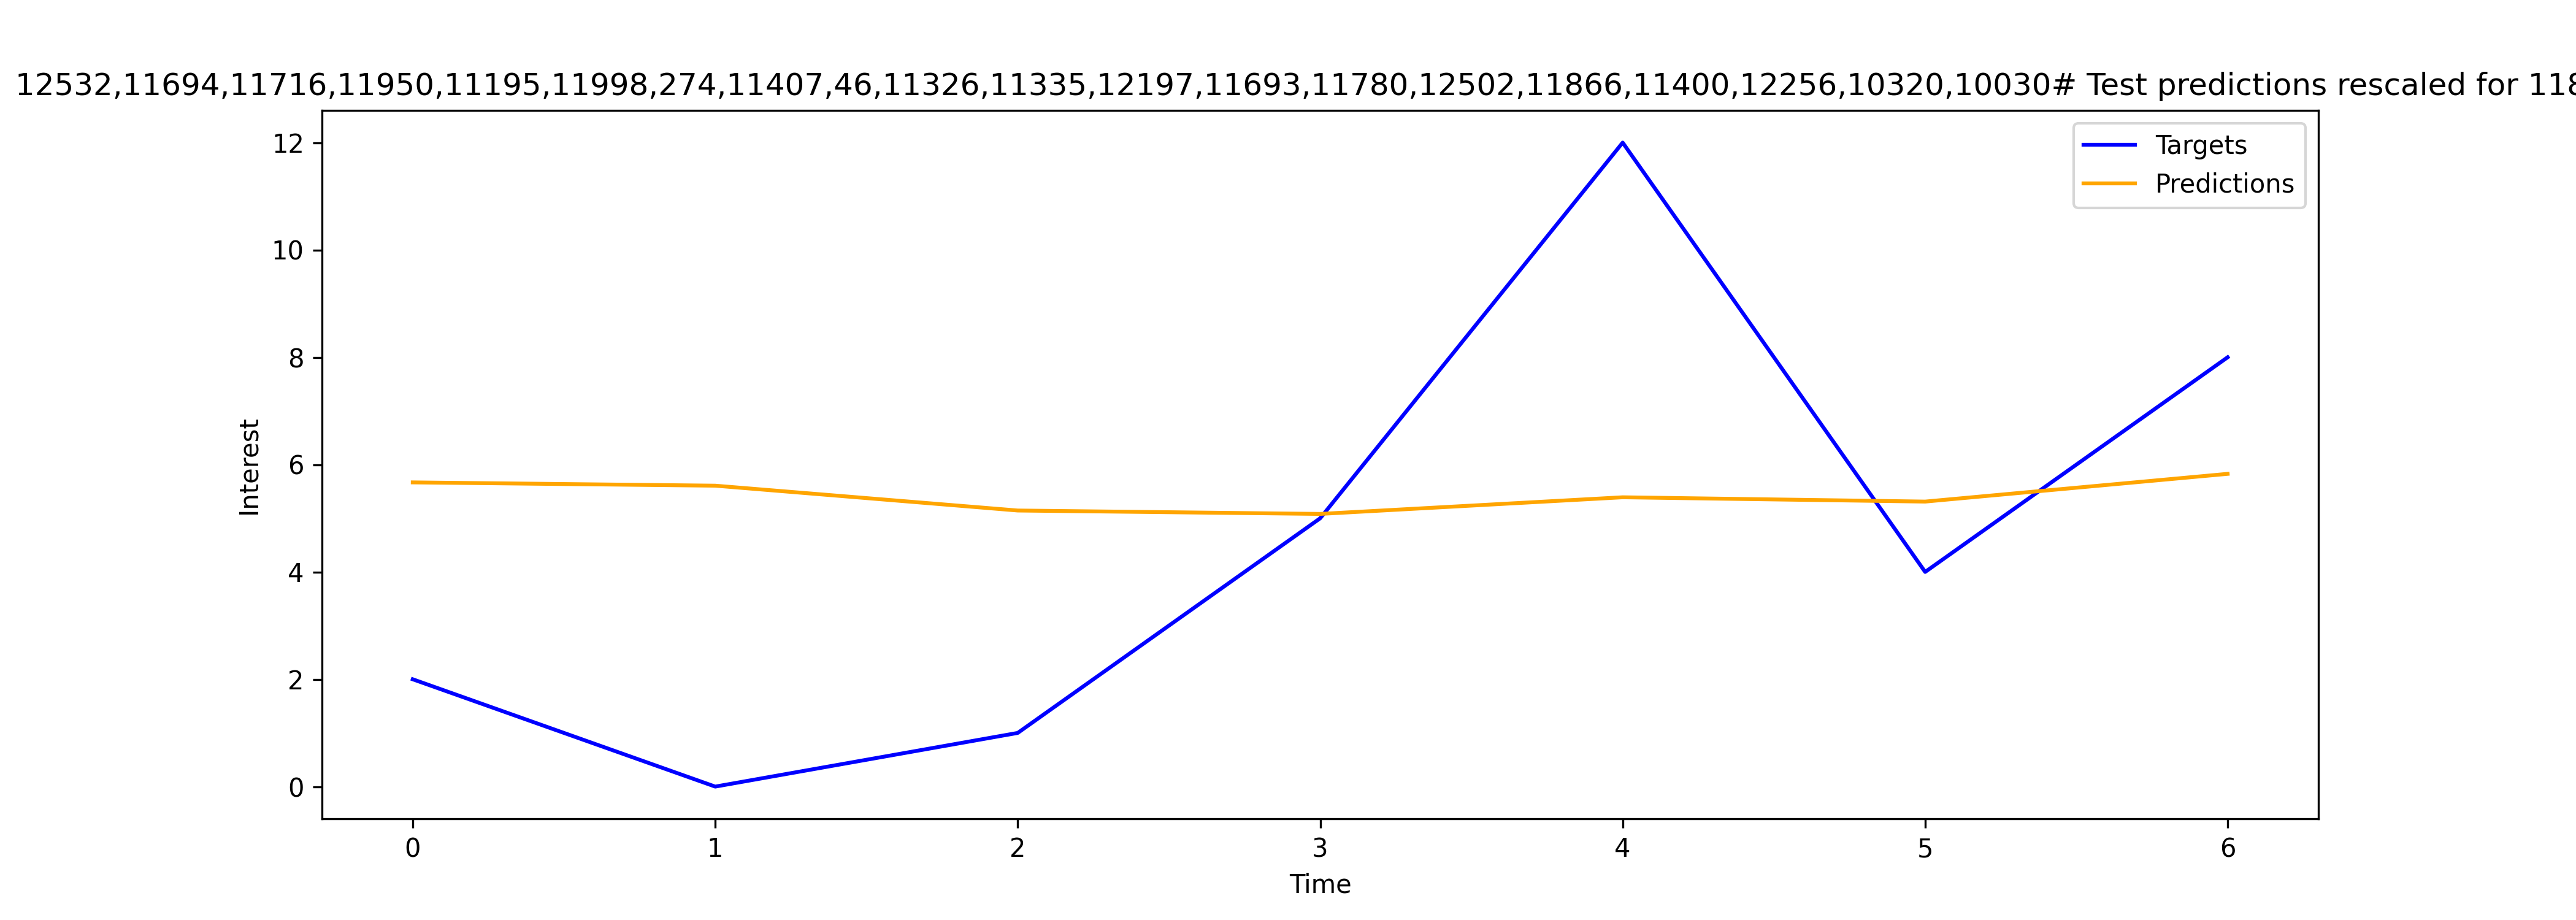 12532,11694,11716,11950,11195,11998,274,11407,46,11326,11335,12197,11693,11780,12502,11866,11400,12256,10320,10030# Test predictions rescaled for 118
Targets
Predictions
12
10
8
6
4
2
0
Interest
0 1 2 3 4 5 6
Time